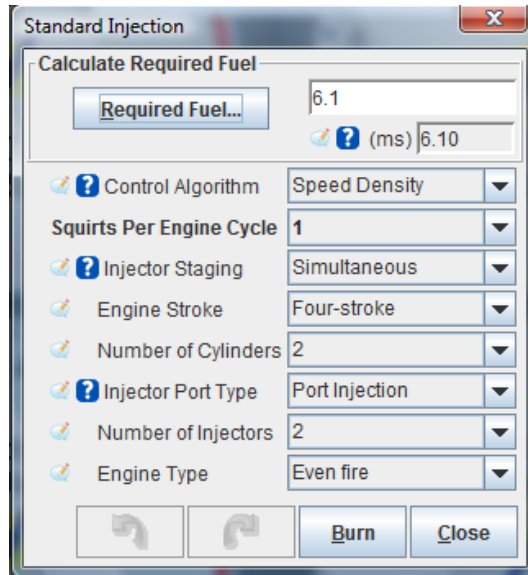 Standard Injection
Calculate Required Fuel
Required Fuel... 6.1
(ms) 6.10
Control Algorithm Speed Density
Squirts Per Engine Cycle 1
Injector Staging Simultaneous
Engine Stroke Four-stroke
Number of Cylinders 2
Injector Port Type Port Injection
Number of Injectors 2
Engine Type Even fire
Burn Close